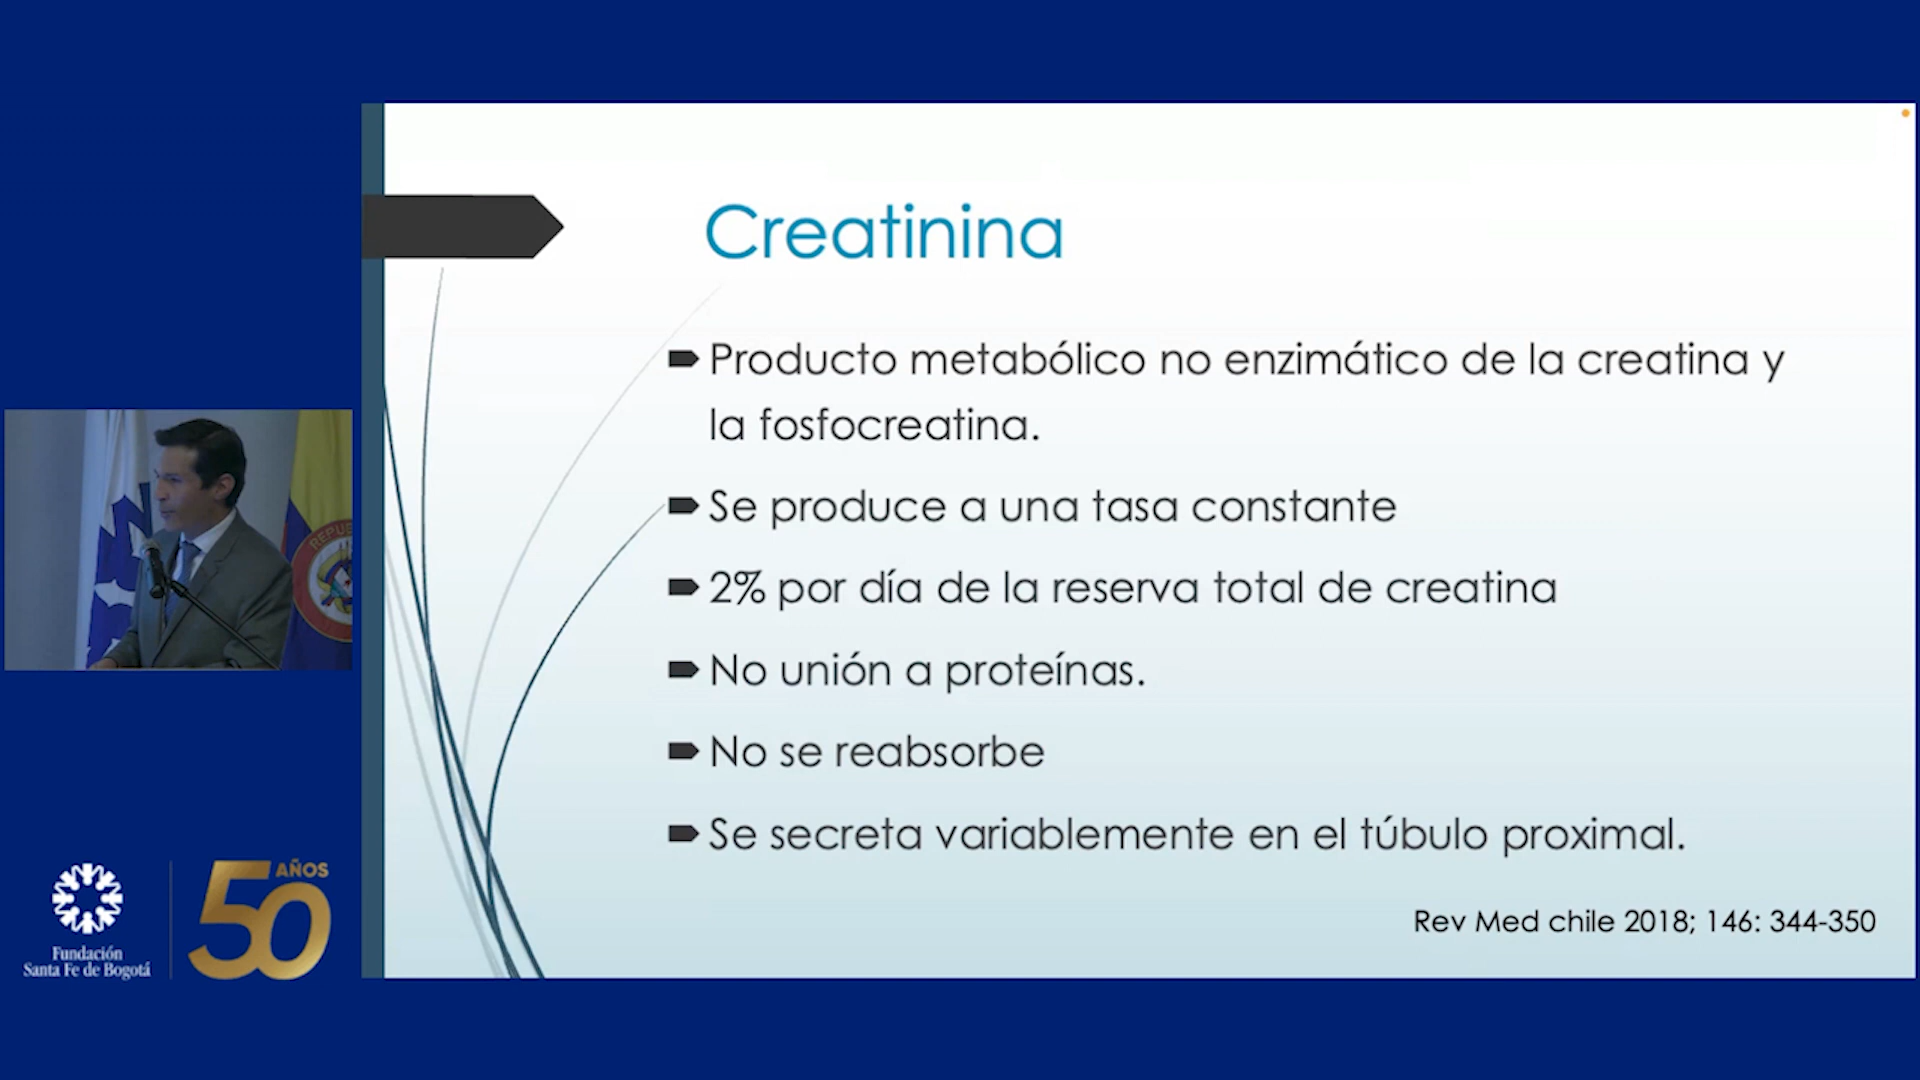 Creatinina
Producto metabólico no enzimático de la creatina y
la fosfocreatina.
Se produce a una tasa constante
2% por día de la reserva total de creatina
No unión a proteínas.
No se reabsorbe
Se secreta variablemente en el túbulo proximal.
Rev Med chile 2018; 146: 344-350
REPU
Fundación
Santa Fe de Bogotá
50 AÑOS